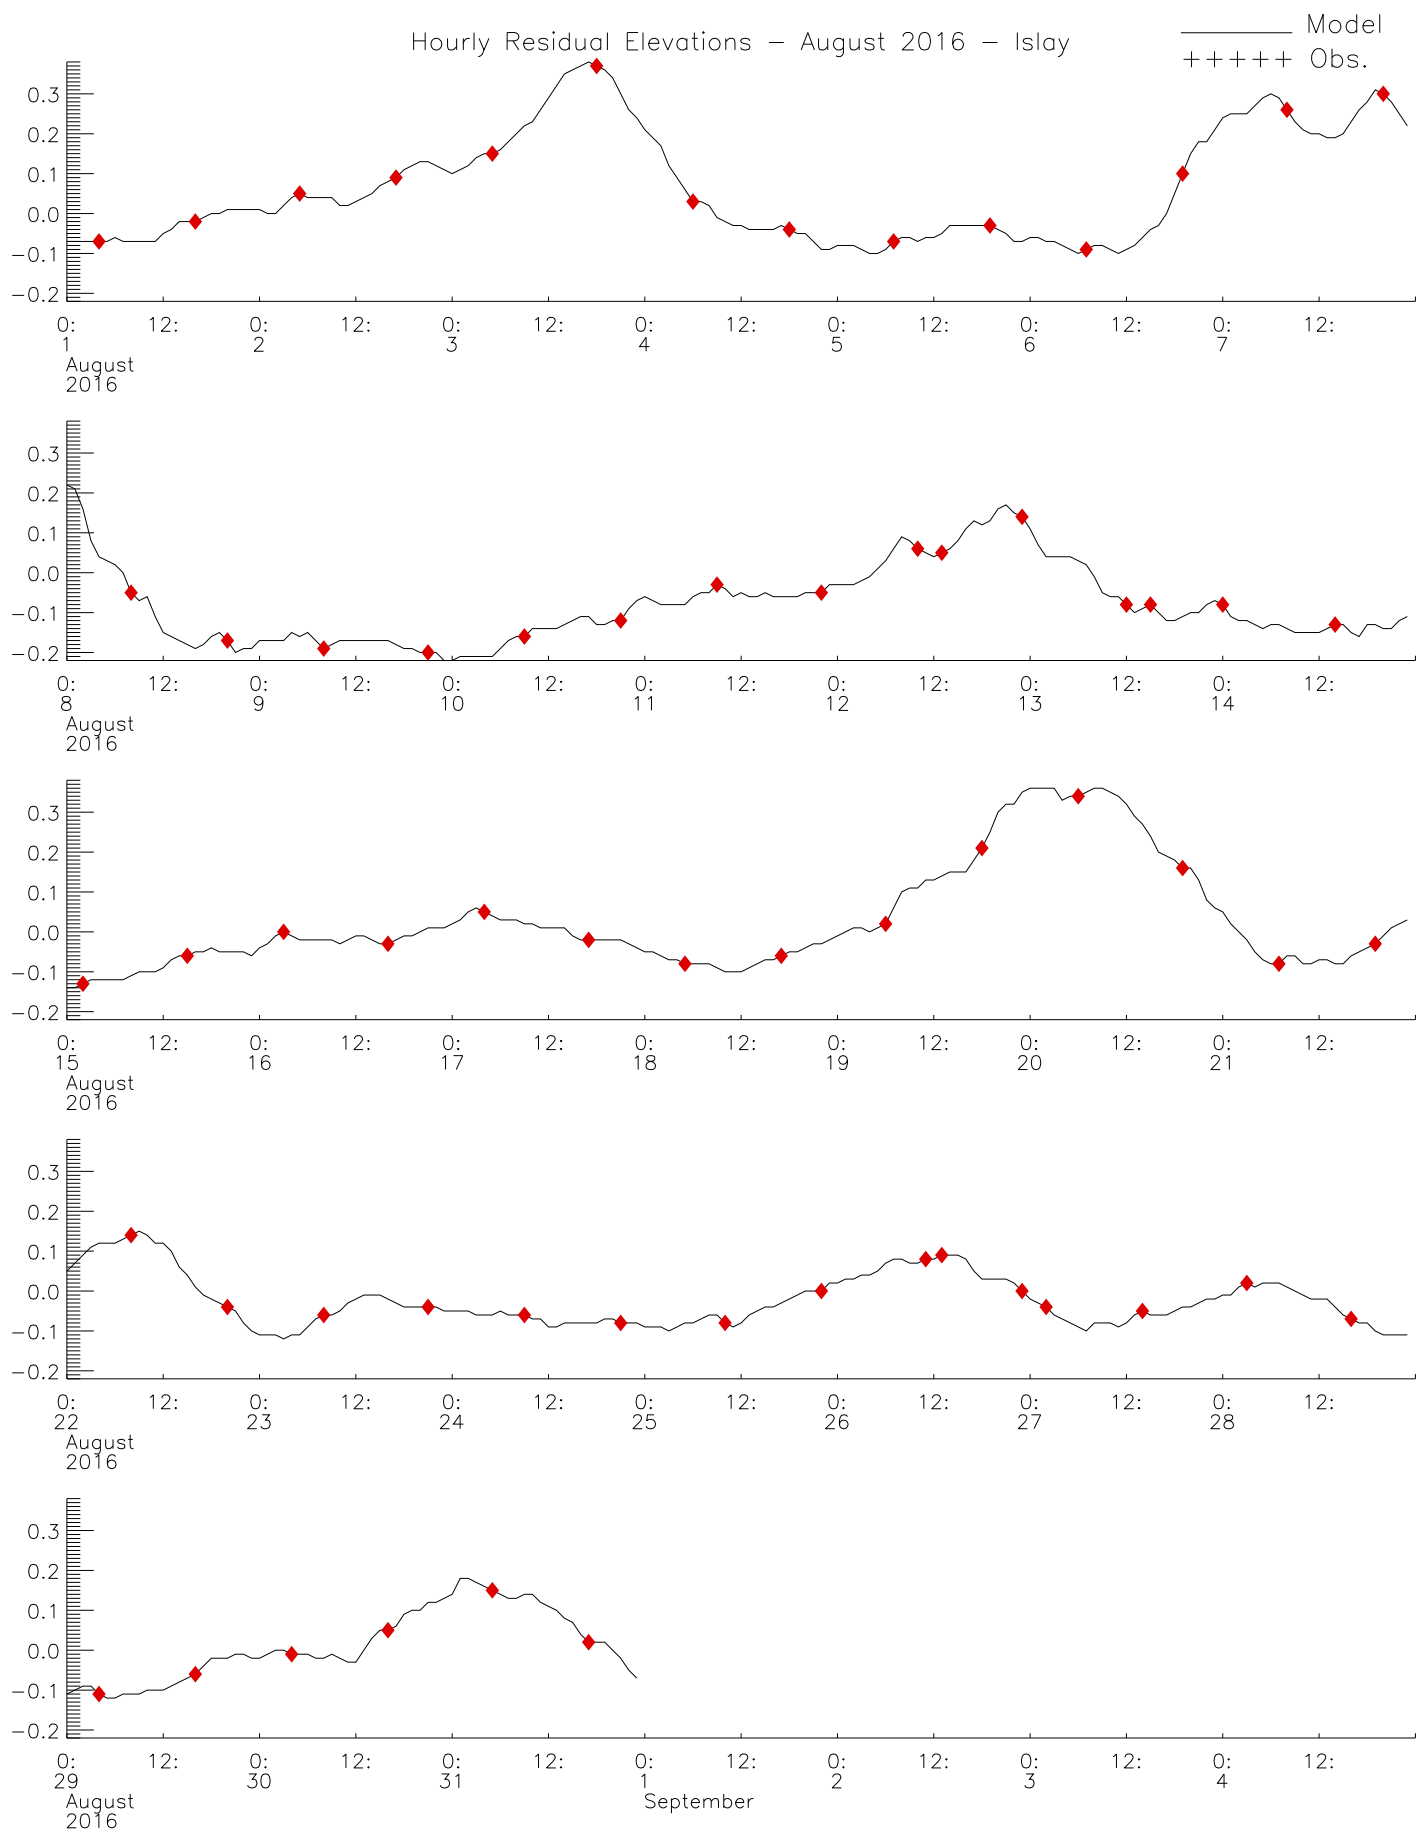 Hourly Residual Elevations − August 2016 − Islay
Model
+++++ Obs.
0.3
0.2
0.1
0.0
−0.1
−0.2
0: 12: 0: 12: 0: 12: 0: 12: 0: 12: 0: 12: 0: 12:
1 2 3 4 5 6 7
August
2016
0.3
0.2
0.1
0.0
−0.1
−0.2
0: 12: 0: 12: 0: 12: 0: 12: 0: 12: 0: 12: 0: 12:
8 9 10 11 12 13 14
August
2016
0.3
0.2
0.1
0.0
−0.1
−0.2
0: 12: 0: 12: 0: 12: 0: 12: 0: 12: 0: 12: 0: 12:
15 16 17 18 19 20 21
August
2016
0.3
0.2
0.1
0.0
−0.1
−0.2
0: 12: 0: 12: 0: 12: 0: 12: 0: 12: 0: 12: 0: 12:
22 23 24 25 26 27 28
August
2016
0.3
0.2
0.1
0.0
−0.1
−0.2
0: 12: 0: 12: 0: 12: 0: 12: 0: 12: 0: 12: 0: 12:
29 30 31 1 2 3 4
August September
2016